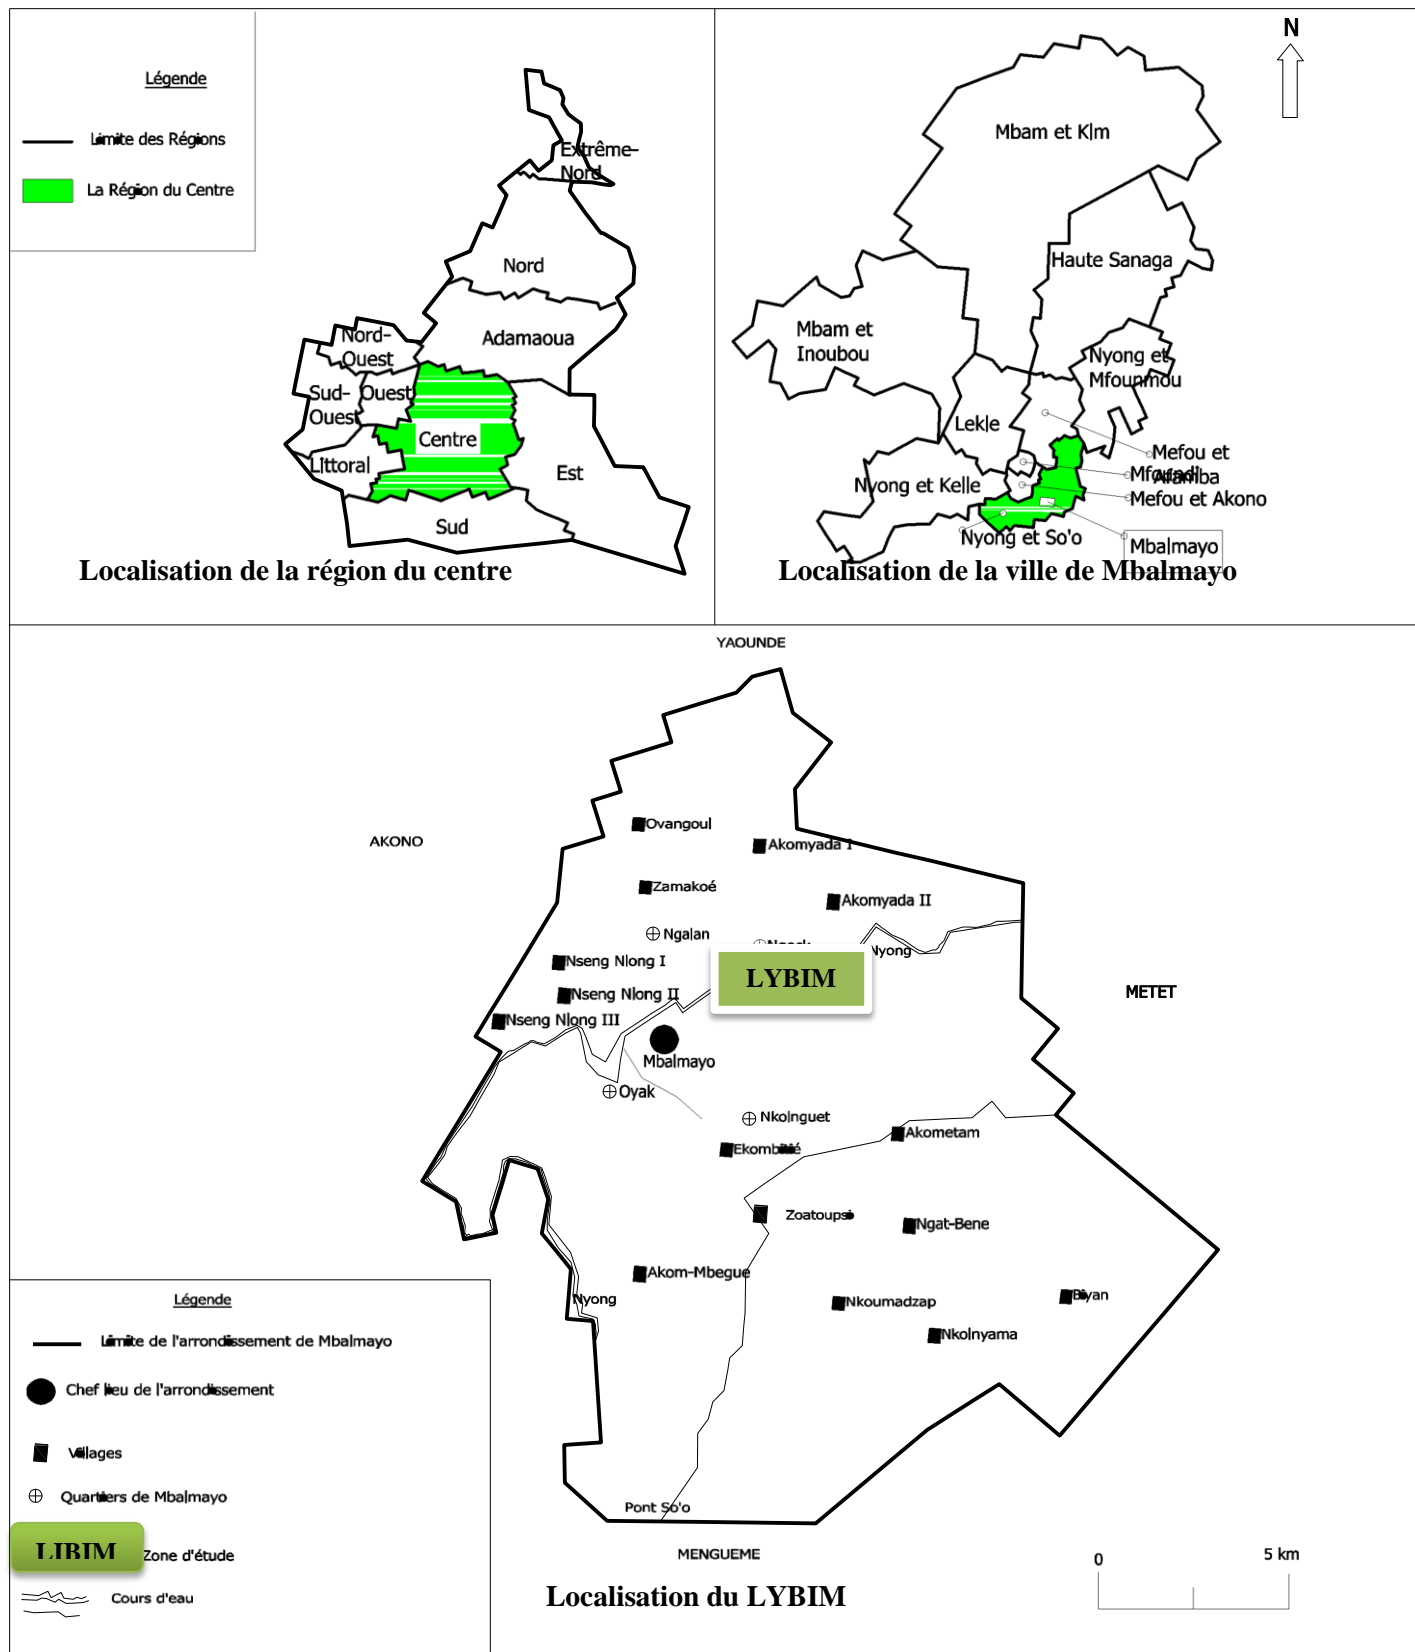 Légende
Limite des Régions
La Région du Centre
Extrême-
Nord
Nord
Adamaoua
Nord-
Ouest
Sud-
Ouest
Ouest
Centre
Littoral
Est
Sud
Localisation de la région du centre
N
Mbam et Kim
Haute Sanaga
Mbam et
Inoubou
Nyong et
Mfounmou
Lekie
Mefou et
Afamba
Mfoundi
Nyong et Kelle
Mefou et Akono
Nyong et So'o
Mbalmayo
Localisation de la ville de Mbalmayo
YAOUNDE
AKONO
Ovangoul
Akomyada I
Zamakoé
Akomyada II
Ngalan
Nyong
Nseng Nlong I
LYBIM
METET
Nseng Nlong II
Nseng Nlong III
Mbalmayo
Oyak
Nkolnguet
Akometam
Ekombitié
Zoatoupsi
Ngat-Bene
Akom-Mbegue
Nyong
Nkoumadzap
Biyan
Nkolnyama
Pont So'o
MENGUEME
Légende
Limite de l'arrondissement de Mbalmayo
Chef lieu de l'arrondissement
Villages
Quartiers de Mbalmayo
LIBIM Zone d'étude
Cours d'eau
0 5 km
Localisation du LYBIM